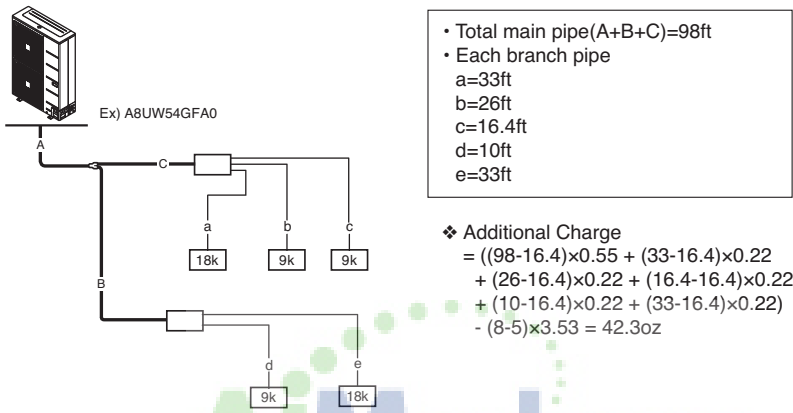 Ex) A8UW54GFA0
A
C
a
b
c
18k
9k
9k
B
d
e
9k
18k
• Total main pipe(A+B+C)=98ft
• Each branch pipe
a=33ft
b=26ft
c=16.4ft
d=10ft
e=33ft
❖ Additional Charge
= ((98-16.4)×0.55 + (33-16.4)×0.22
+ (26-16.4)×0.22 + (16.4-16.4)×0.22
+ (10-16.4)×0.22 + (33-16.4)×0.22)
- (8-5)×3.53 = 42.3oz